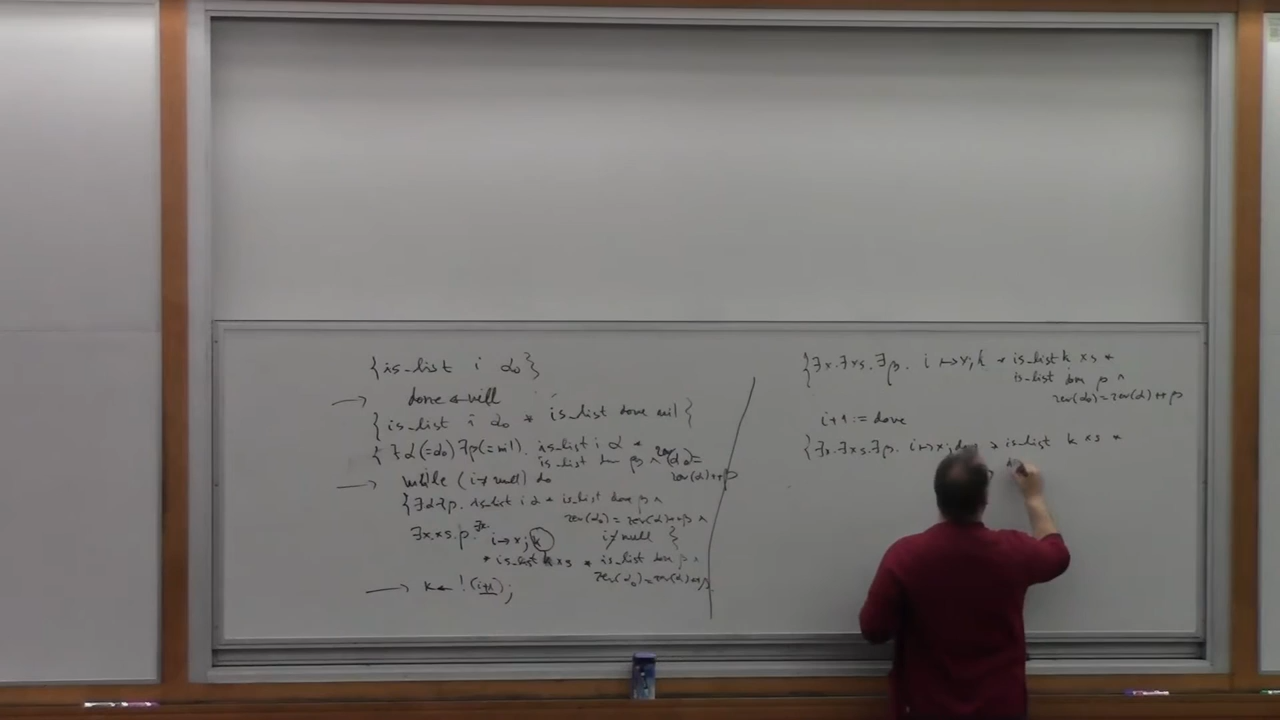 {is_list i α₀}
→ done ← null
{is_list i α₀ * is_list done nil}
{∃α(=α₀) ∃β(=nil). is_list i α *
is_list done β ∧ rev(α₀)=
rev(α)++β
→ while (i≠null) do
{∃α∃β. is_list i α * is_list done β ∧
rev(α₀)=rev(α)++β ∧
i≠null }
∃x.xs.β.∃k. i↦x,k
* is_list k xs * is_list done β ∧
rev(α₀)=rev(α)++β
→ k ← !(i+1);
{∃x.∃xs.∃β. i↦x,k * is_list k xs *
is_list done β ∧
rev(α₀)=rev(α)++β
i+1 := done
{∃x.∃xs.∃β. i↦x, * is_list k xs *